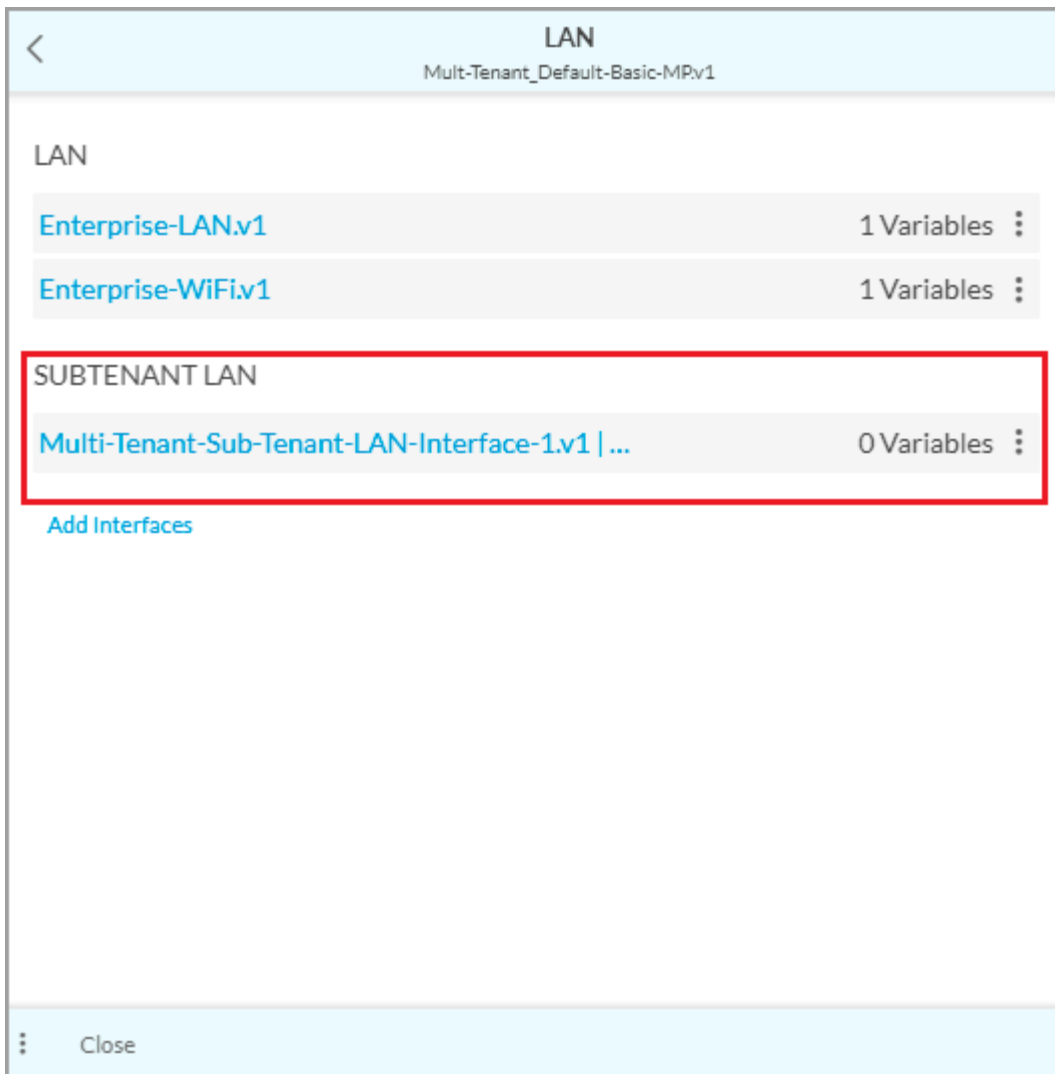 LAN
Mult-Tenant_Default-Basic-MP.v1
LAN
Enterprise-LAN.v1 1 Variables
Enterprise-WiFi.v1 1 Variables
SUBTENANT LAN
Multi-Tenant-Sub-Tenant-LAN-Interface-1.v1 | ... 0 Variables
Add Interfaces
Close